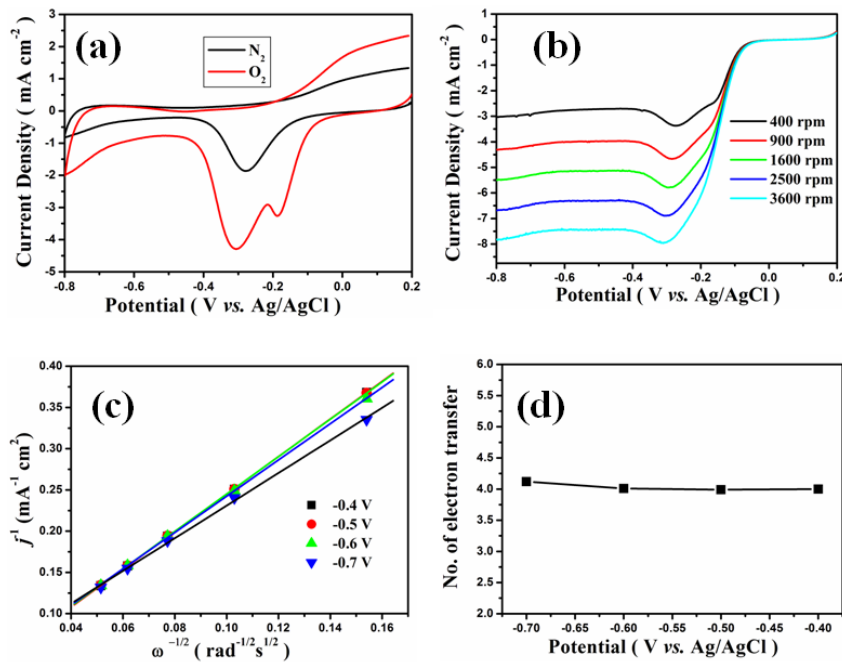 (a)
N2
O2
3
2
1
0
-1
-2
-3
-4
-5
-0.8 -0.6 -0.4 -0.2 0.0 0.2
Current Density ( mA cm-2 )
Potential ( V vs. Ag/AgCl )
(b)
0
-1
-2
-3
-4
-5
-6
-7
-8
400 rpm
900 rpm
1600 rpm
2500 rpm
3600 rpm
-0.8 -0.6 -0.4 -0.2 0.0 0.2
Current Density ( mA cm-2 )
Potential ( V vs. Ag/AgCl )
(c)
0.40
0.35
0.30
0.25
0.20
0.15
0.10
-0.4 V
-0.5 V
-0.6 V
-0.7 V
0.04 0.06 0.08 0.10 0.12 0.14 0.16
j-1 (mA-1 cm2)
ω -1/2 ( rad-1/2s1/2 )
(d)
6.0
5.5
5.0
4.5
4.0
3.5
3.0
2.5
2.0
-0.70 -0.65 -0.60 -0.55 -0.50 -0.45 -0.40
No. of electron transfer
Potential ( V vs. Ag/AgCl )